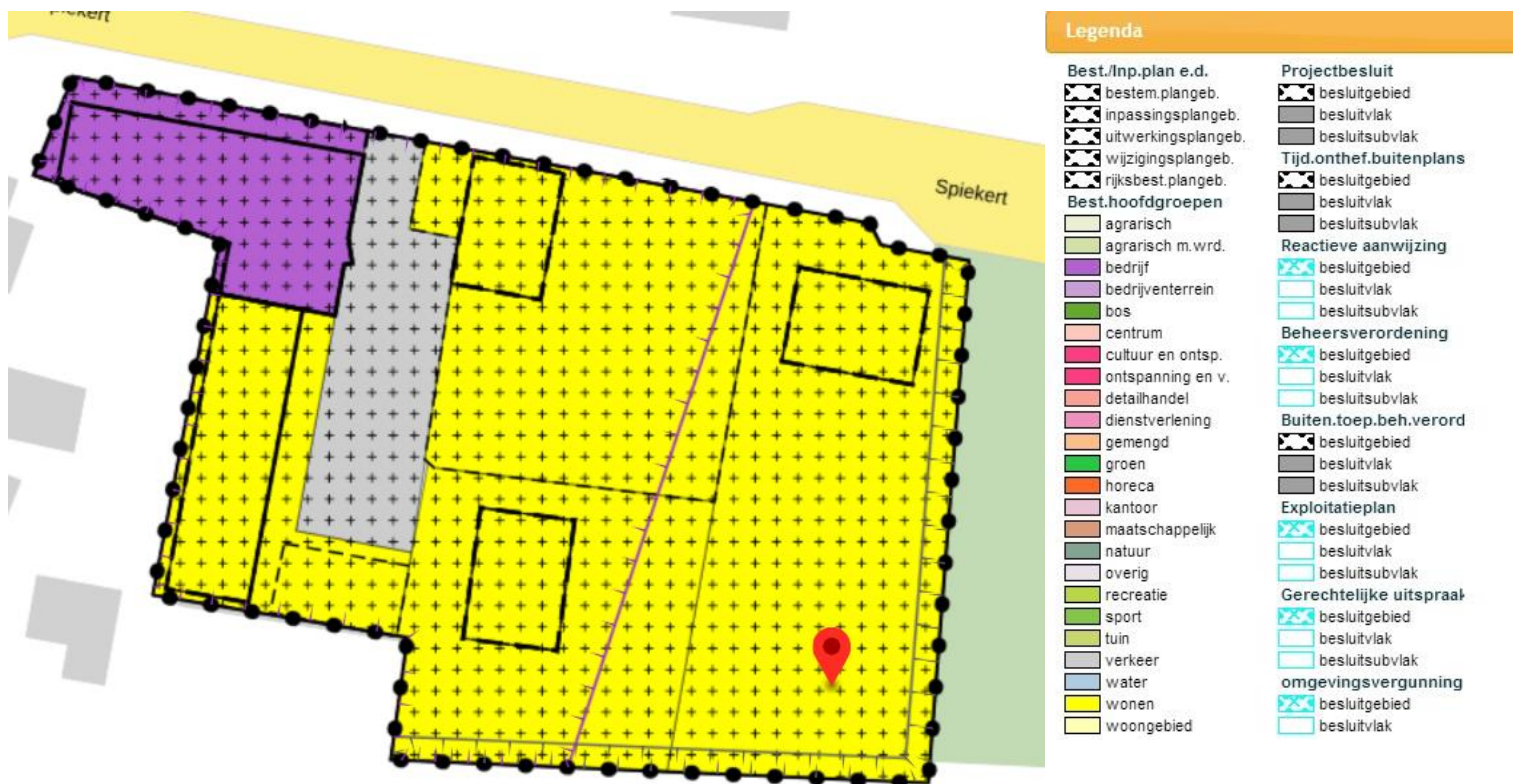 Spiekert
Spiekert
Legenda
Best./Inp.plan e.d.
bestem.plangeb.
inpassingsplangeb.
uitwerkingsplangeb.
wijzigingsplangeb.
rijksbest.plangeb.
Best.hoofdgroepen
agrarisch
agrarisch m.wrd.
bedrijf
bedrijventerrein
bos
centrum
cultuur en ontsp.
ontspanning en v.
detailhandel
dienstverlening
gemengd
groen
horeca
kantoor
maatschappelijk
natuur
overig
recreatie
sport
tuin
verkeer
water
wonen
woongebied
Projectbesluit
besluitgebied
besluitvlak
besluitsubvlak
Tijd.onthef.buitenplans
besluitgebied
besluitvlak
besluitsubvlak
Reactieve aanwijzing
besluitgebied
besluitvlak
besluitsubvlak
Beheersverordening
besluitgebied
besluitvlak
besluitsubvlak
Buiten.toep.beh.verord
besluitgebied
besluitvlak
besluitsubvlak
Exploitatieplan
besluitgebied
besluitvlak
besluitsubvlak
Gerechtelijke uitspraak
besluitgebied
besluitvlak
besluitsubvlak
omgevingsvergunning
besluitgebied
besluitvlak